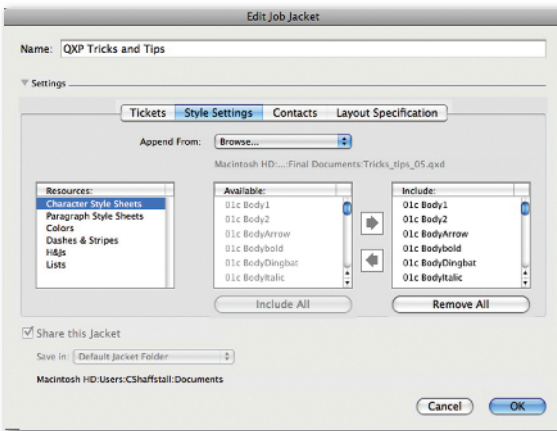 Edit Job Jacket
Name: QXP Tricks and Tips
Settings
Tickets Style Settings Contacts Layout Specification
Append From: Browse...
Macintosh HD:...:Final Documents:Tricks_tips_05.qxd
Resources:
Character Style Sheets
Paragraph Style Sheets
Colors
Dashes & Stripes
H&Js
Lists
Available:
01c Body1
01c Body2
01c BodyArrow
01c Bodybold
01c BodyDingbat
01c BodyItalic
Include All
Include:
01c Body1
01c Body2
01c BodyArrow
01c Bodybold
01c BodyDingbat
01c BodyItalic
Remove All
Share this Jacket
Save in: Default Jacket Folder
Macintosh HD:Users:CShaffstall:Documents
Cancel OK